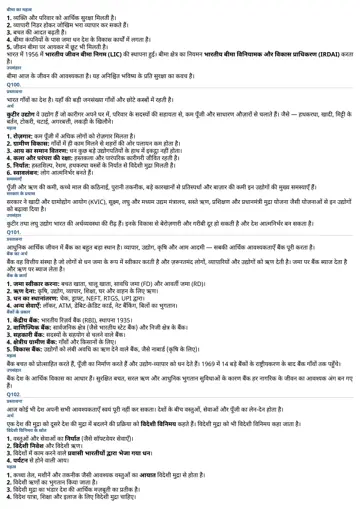 बीमा का महत्व
1. व्यक्ति और परिवार को आर्थिक सुरक्षा मिलती है।
2. व्यापारी निडर होकर जोखिम भरा व्यापार कर सकते हैं।
3. बचत की आदत बढ़ती है।
4. बीमा कंपनियों के पास जमा धन देश के विकास कार्यों में लगता है।
5. जीवन बीमा पर आयकर में छूट भी मिलती है।
भारत में 1956 में भारतीय जीवन बीमा निगम (LIC) की स्थापना हुई। बीमा क्षेत्र का नियमन भारतीय बीमा विनियामक और विकास प्राधिकरण (IRDAI) करता
है।
उपसंहार
बीमा आज के जीवन की आवश्यकता है। यह अनिश्चित भविष्य के प्रति सुरक्षा का कवच है।
Q100.
प्रस्तावना
भारत गाँवों का देश है। यहाँ की बड़ी जनसंख्या गाँवों और छोटे कस्बों में रहती है।
अर्थ
कुटीर उद्योग वे उद्योग हैं जो कारीगर अपने घर में, परिवार के सदस्यों की सहायता से, कम पूँजी और साधारण औज़ारों से चलाते हैं। जैसे — हथकरघा, खादी, मिट्टी के
बर्तन, टोकरी, चटाई, अगरबत्ती, लकड़ी के खिलौने।
महत्व
1. रोज़गार: कम पूँजी में अधिक लोगों को रोज़गार मिलता है।
2. ग्रामीण विकास: गाँवों में ही काम मिलने से शहरों की ओर पलायन कम होता है।
3. आय का समान वितरण: धन कुछ बड़े उद्योगपतियों के हाथ में इकट्ठा नहीं होता।
4. कला और परंपरा की रक्षा: हस्तकला और पारंपरिक कारीगरी जीवित रहती है।
5. निर्यात: हस्तशिल्प, रेशम, हथकरघा वस्त्रों के निर्यात से विदेशी मुद्रा मिलती है।
6. स्वावलंबन: लोग आत्मनिर्भर बनते हैं।
समस्याएँ
पूँजी और ऋण की कमी, कच्चे माल की कठिनाई, पुरानी तकनीक, बड़े कारखानों से प्रतिस्पर्धा और बाज़ार की कमी इन उद्योगों की मुख्य समस्याएँ हैं।
सरकार के प्रयास
सरकार ने खादी और ग्रामोद्योग आयोग (KVIC), सूक्ष्म, लघु और मध्यम उद्यम मंत्रालय, सस्ते ऋण, प्रशिक्षण और प्रधानमंत्री मुद्रा योजना जैसी योजनाओं से इन उद्योगों
को बढ़ावा दिया है।
उपसंहार
कुटीर तथा लघु उद्योग भारत की अर्थव्यवस्था की रीढ़ हैं। इनके विकास से बेरोज़गारी और गरीबी दूर हो सकती है और देश आत्मनिर्भर बन सकता है।
Q101.
प्रस्तावना
आधुनिक आर्थिक जीवन में बैंक का बहुत बड़ा स्थान है। व्यापार, उद्योग, कृषि और आम आदमी — सबकी आर्थिक आवश्यकताएँ बैंक पूरी करता है।
बैंक का अर्थ
बैंक वह वित्तीय संस्था है जो लोगों से धन जमा के रूप में स्वीकार करती है और ज़रूरतमंद लोगों, व्यापारियों और उद्योगों को ऋण देती है। जमा पर बैंक ब्याज देता है
और ऋण पर ब्याज लेता है।
बैंक के कार्य
1. जमा स्वीकार करना: बचत खाता, चालू खाता, सावधि जमा (FD) और आवर्ती जमा (RD)।
2. ऋण देना: कृषि, उद्योग, व्यापार, शिक्षा, घर और वाहन के लिए ऋण।
3. धन का स्थानांतरण: चेक, ड्राफ्ट, NEFT, RTGS, UPI द्वारा।
4. अन्य सेवाएँ: लॉकर, ATM, डेबिट-क्रेडिट कार्ड, नेट बैंकिंग, बिलों का भुगतान।
बैंकों के प्रकार
1. केंद्रीय बैंक: भारतीय रिज़र्व बैंक (RBI), स्थापना 1935।
2. वाणिज्यिक बैंक: सार्वजनिक क्षेत्र (जैसे भारतीय स्टेट बैंक) और निजी क्षेत्र के बैंक।
3. सहकारी बैंक: सदस्यों के सहयोग से चलने वाले बैंक।
4. क्षेत्रीय ग्रामीण बैंक: गाँवों और किसानों के लिए।
5. विकास बैंक: उद्योगों को लंबी अवधि का ऋण देने वाले बैंक, जैसे नाबार्ड (कृषि के लिए)।
महत्व
बैंक बचत को प्रोत्साहित करते हैं, पूँजी का निर्माण करते हैं और उद्योग-व्यापार को धन देते हैं। 1969 में 14 बड़े बैंकों के राष्ट्रीयकरण के बाद बैंक गाँवों तक पहुँचे।
उपसंहार
बैंक देश के आर्थिक विकास का आधार हैं। सुरक्षित बचत, सरल ऋण और आधुनिक भुगतान सुविधाओं के कारण बैंक हर नागरिक के जीवन का आवश्यक अंग बन गए
हैं।
Q102.
प्रस्तावना
आज कोई भी देश अपनी सभी आवश्यकताएँ स्वयं पूरी नहीं कर सकता। देशों के बीच वस्तुओं, सेवाओं और पूँजी का लेन-देन होता है।
अर्थ
एक देश की मुद्रा को दूसरे देश की मुद्रा में बदलने की प्रक्रिया को विदेशी विनिमय कहते हैं। विदेशी मुद्रा को भी विदेशी विनिमय कहा जाता है।
विदेशी विनिमय के स्रोत
1. वस्तुओं और सेवाओं का निर्यात (जैसे सॉफ्टवेयर सेवाएँ)।
2. विदेशी निवेश और विदेशी ऋण।
3. विदेशों में काम करने वाले प्रवासी भारतीयों द्वारा भेजा गया धन।
4. पर्यटन से होने वाली आय।
महत्व
1. कच्चा तेल, मशीनें और तकनीक जैसी आवश्यक वस्तुओं का आयात विदेशी मुद्रा से होता है।
2. विदेशी ऋणों का भुगतान किया जाता है।
3. विदेशी मुद्रा का भंडार देश की आर्थिक मज़बूती का प्रतीक है।
4. विदेश यात्रा, शिक्षा और इलाज के लिए विदेशी मुद्रा चाहिए।